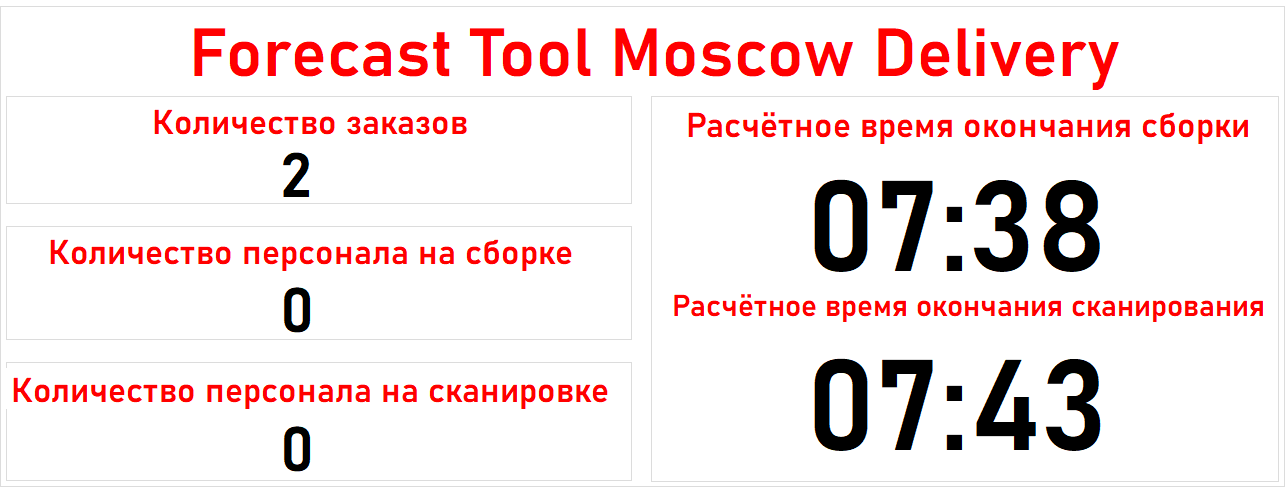 Forecast Tool Moscow Delivery
Количество заказов
2
Количество персонала на сборке
0
Количество персонала на сканировке
0
Расчётное время окончания сборки
07:38
Расчётное время окончания сканирования
07:43